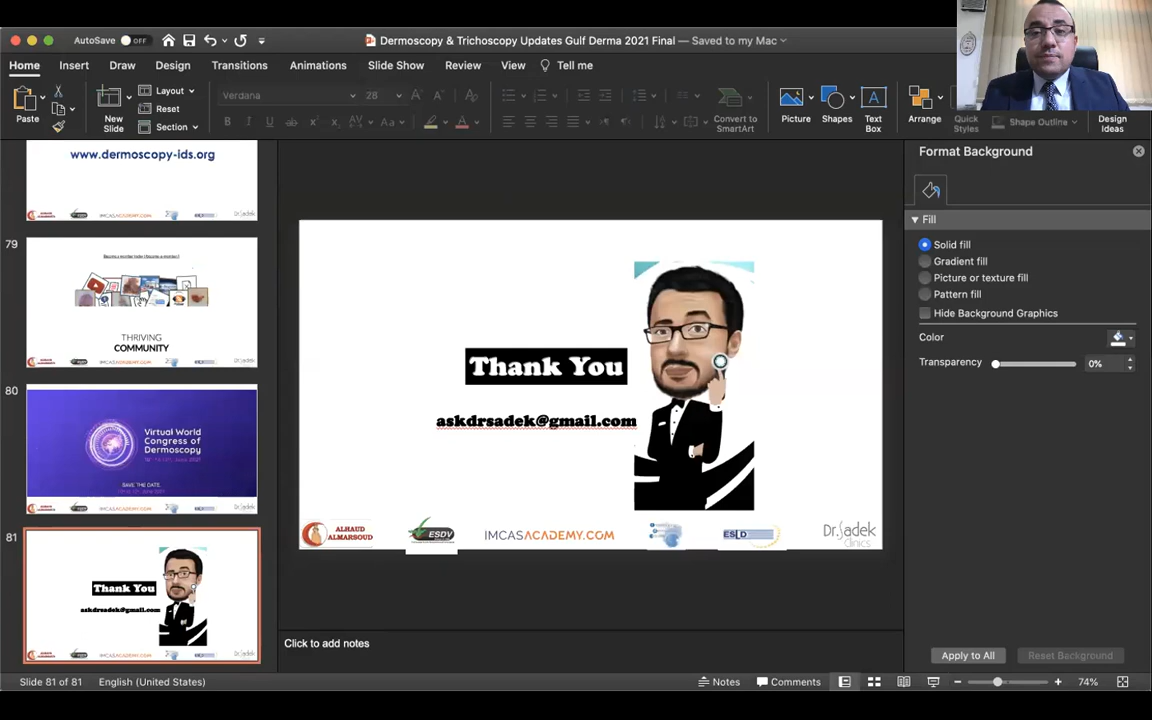 AutoSave OFF
Dermoscopy & Trichoscopy Updates Gulf Derma 2021 Final — Saved to my Mac
Home Insert Draw Design Transitions Animations Slide Show Review View Tell me
Paste
New
Slide
Layout
Reset
Section
Verdana 28
Convert to
SmartArt
Picture
Shapes
Text
Box
Arrange
Quick
Styles
Shape Outline
Design
Ideas
www.dermoscopy-ids.org
79
THRIVING
COMMUNITY
80
Virtual World
Congress of
Dermoscopy
SAVE THE DATE
81
Thank You
askdrsadek@gmail.com
Thank You
askdrsadek@gmail.com
ALHAUD
ALMARSOUD
ESDV
IMCASACADEMY.COM
ESLD
Dr.Sadek
Clinics
Click to add notes
Format Background
Fill
Solid fill
Gradient fill
Picture or texture fill
Pattern fill
Hide Background Graphics
Color
Transparency 0%
Apply to All Reset Background
Slide 81 of 81 English (United States) Notes Comments 74%